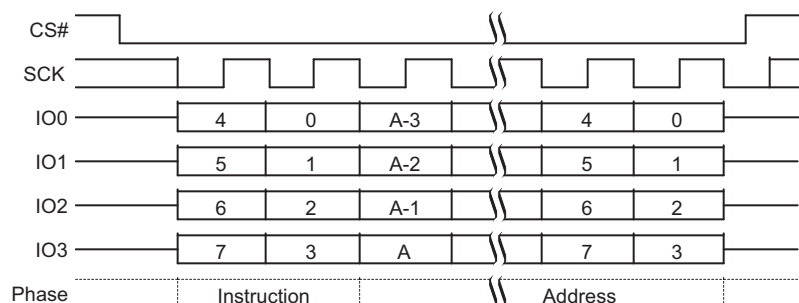 CS#
SCK
IO0 4 0 A-3 4 0
IO1 5 1 A-2 5 1
IO2 6 2 A-1 6 2
IO3 7 3 A 7 3
Phase Instruction Address